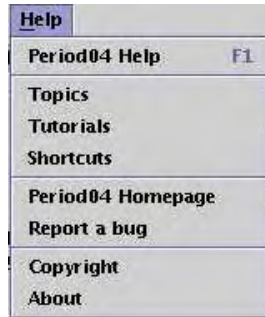 Help
Period04 Help F1
Topics
Tutorials
Shortcuts
Period04 Homepage
Report a bug
Copyright
About